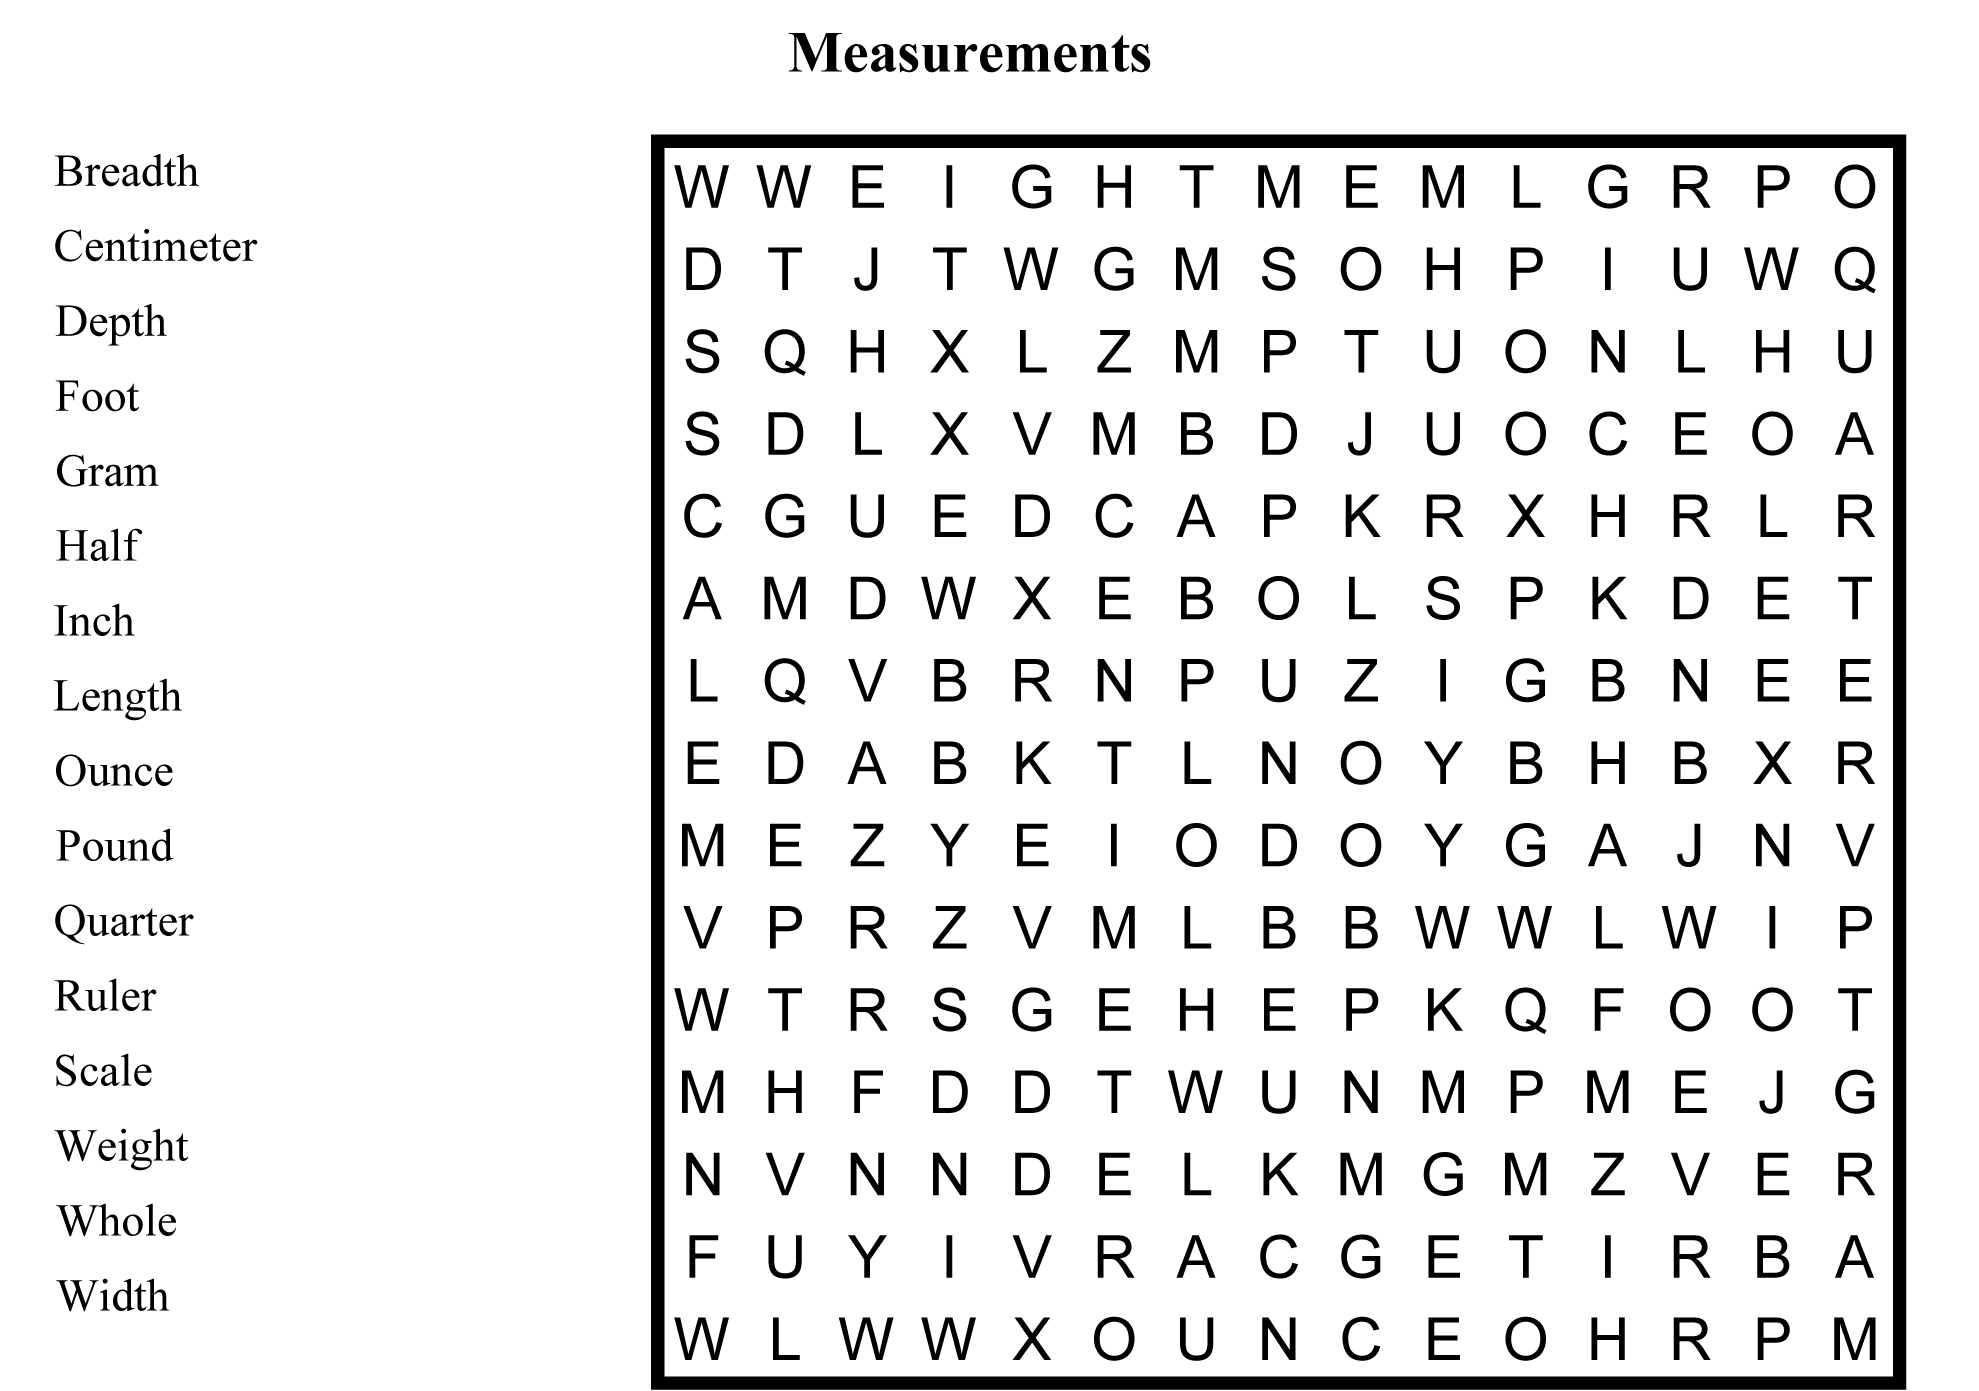 Measurements
Breadth
Centimeter
Depth
Foot
Gram
Half
Inch
Length
Ounce
Pound
Quarter
Ruler
Scale
Weight
Whole
Width
W W E I G H T M E M L G R P O
D T J T W G M S O H P I U W Q
S Q H X L Z M P T U O N L H U
S D L X V M B D J U O C E O A
C G U E D C A P K R X H R L R
A M D W X E B O L S P K D E T
L Q V B R N P U Z I G B N E E
E D A B K T L N O Y B H B X R
M E Z Y E I O D O Y G A J N V
V P R Z V M L B B W W L W I P
W T R S G E H E P K Q F O O T
M H F D D T W U N M P M E J G
N V N N D E L K M G M Z V E R
F U Y I V R A C G E T I R B A
W L W W X O U N C E O H R P M